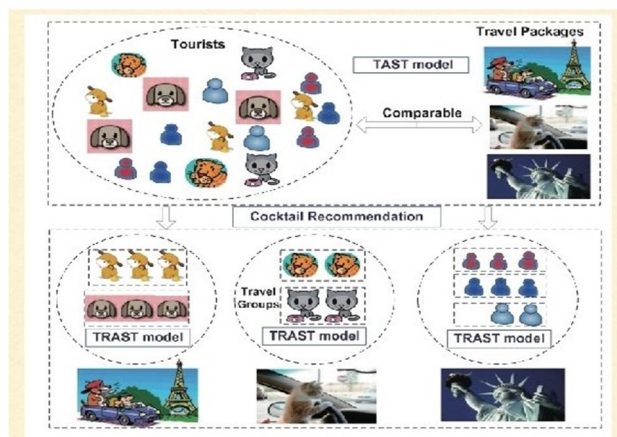 Tourists
Travel Packages
TAST model
Comparable
Cocktail Recommendation
Travel
Groups
TRAST model
TRAST model
TRAST model